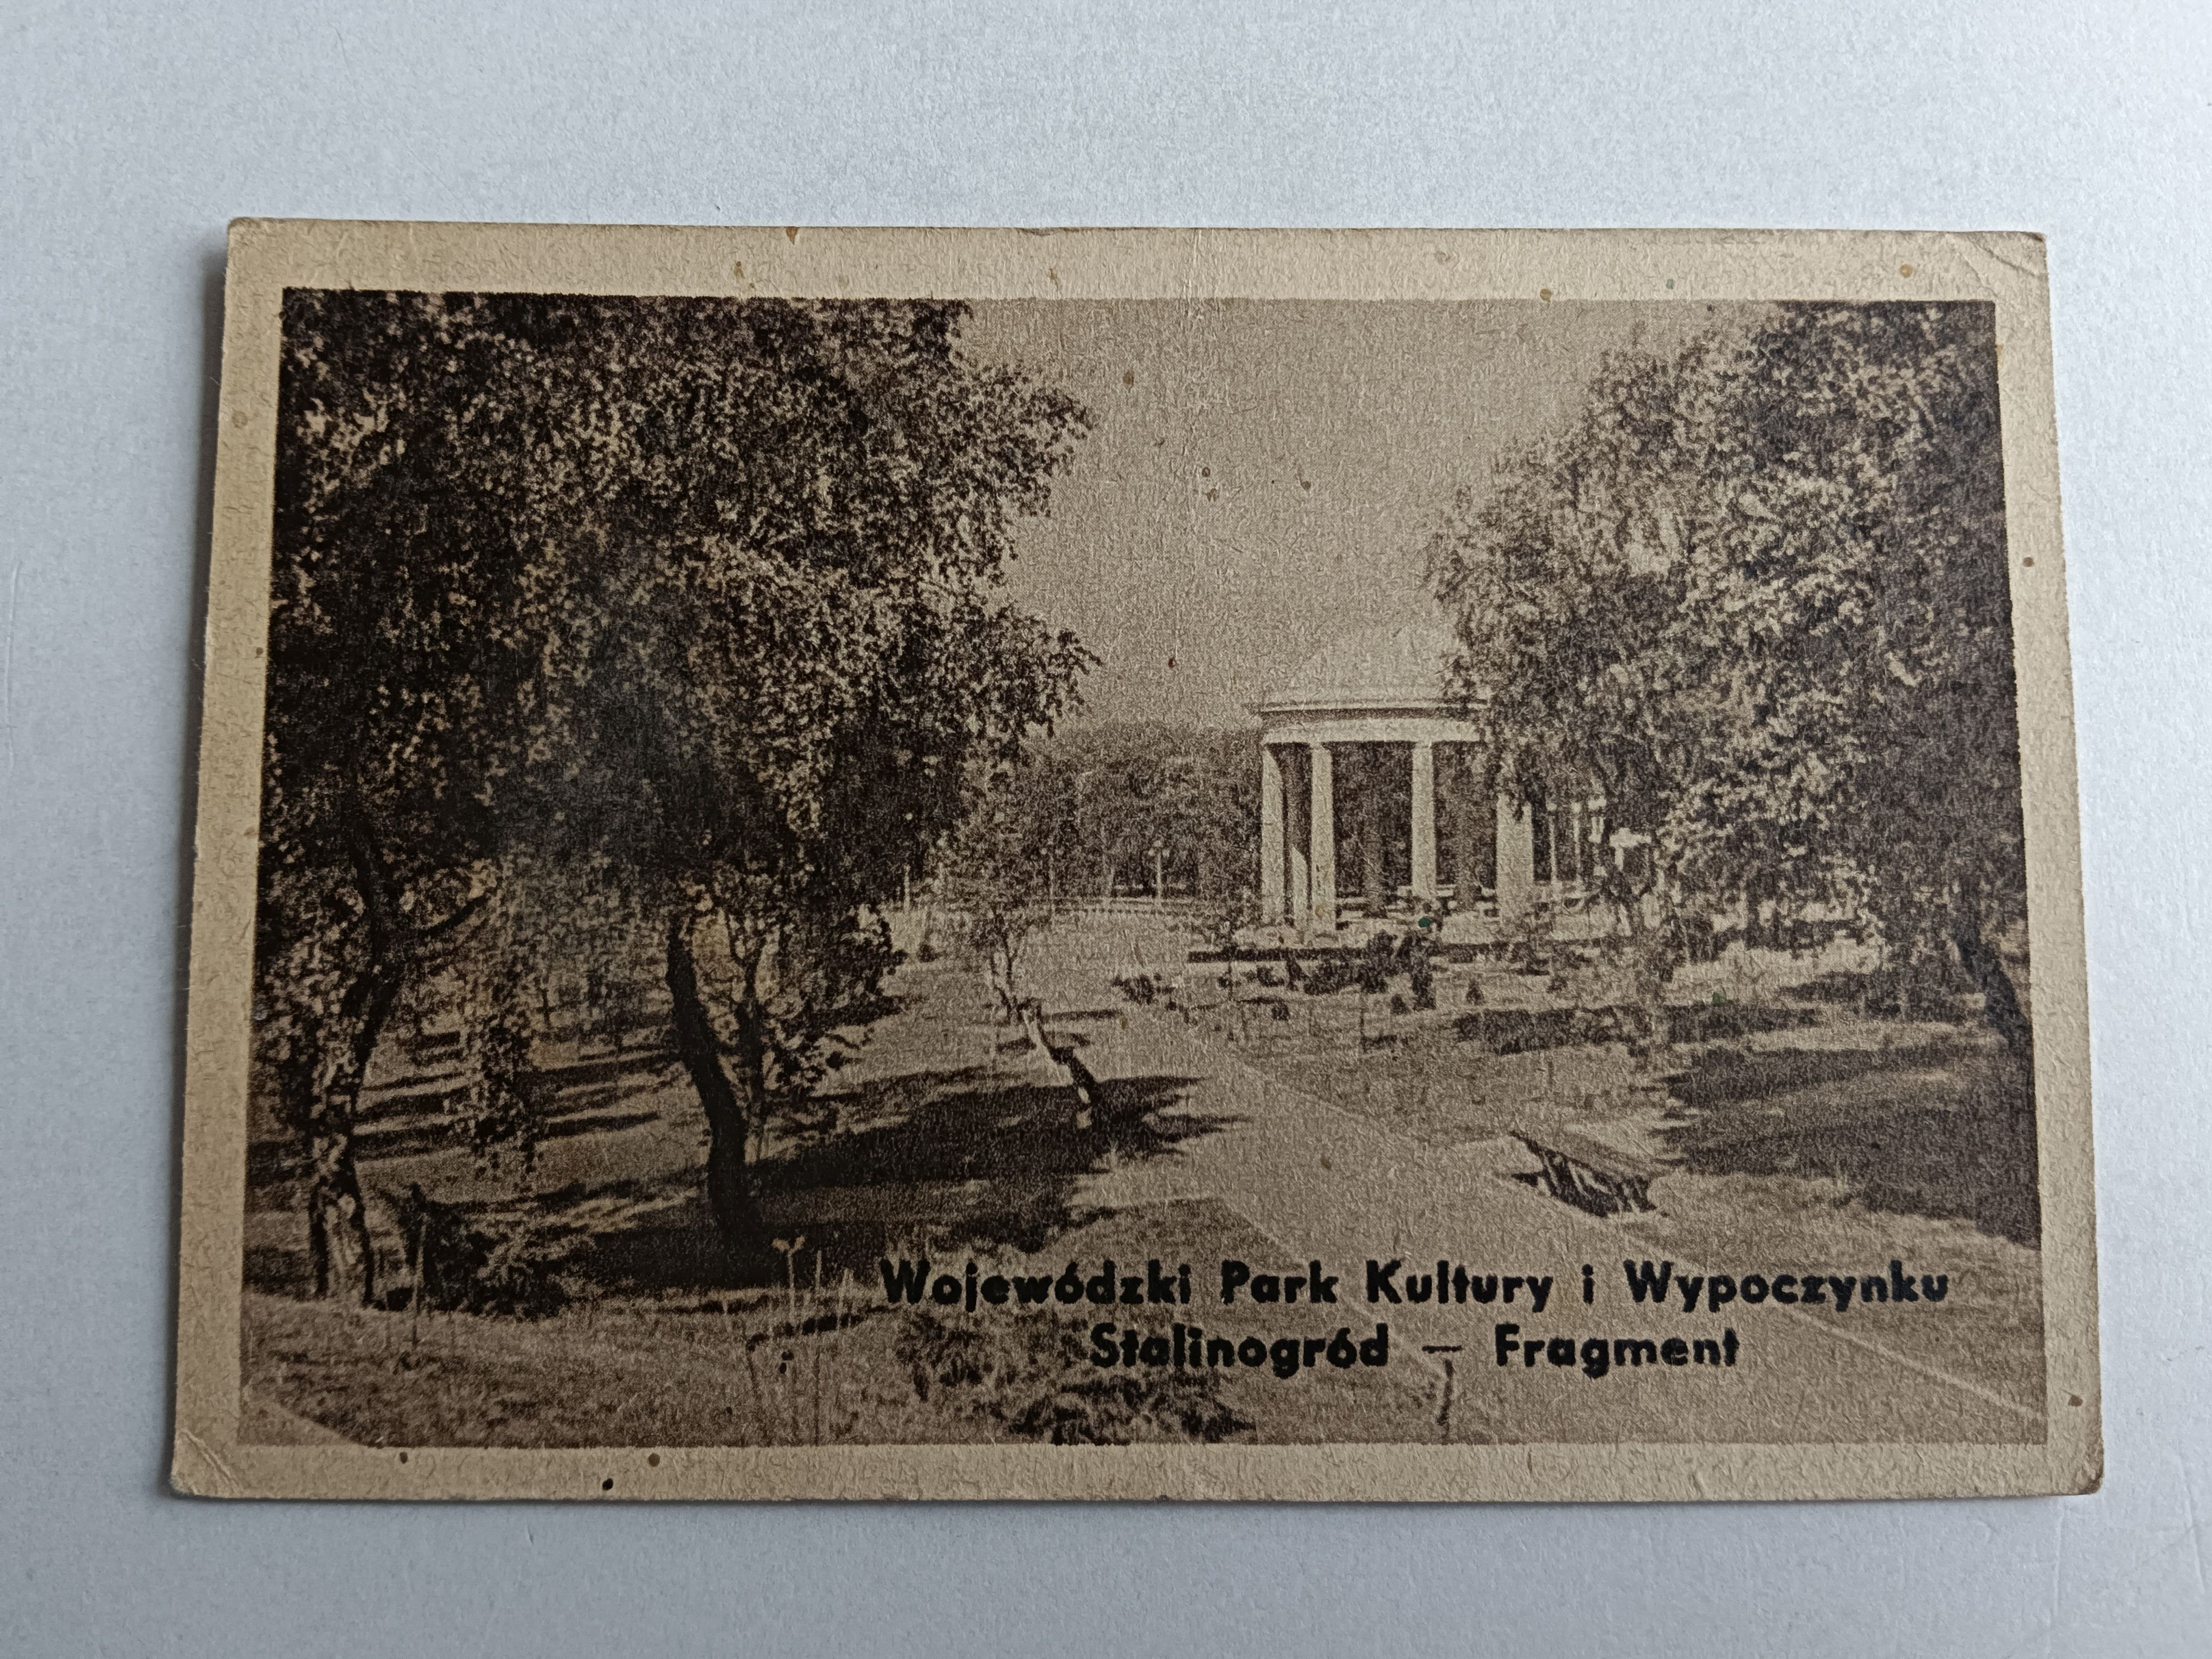 Wojewódzki Park Kultury i Wypoczynku
Stalinogród — Fragment